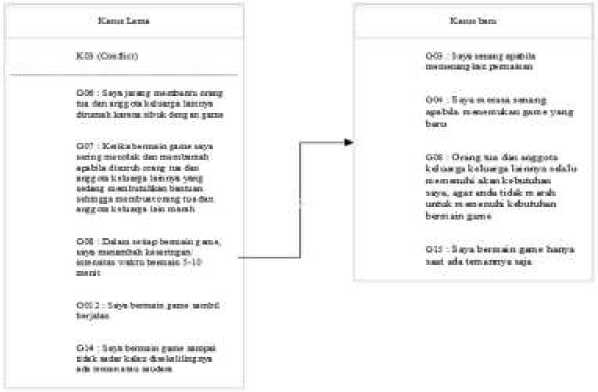 Kasus Lama
K03 (Conflict)
G06 : Saya jarang membantu orang
tua dan anggota keluarga lainnya
dirumah karena sibuk dengan game
G07 : Ketika bermain game saya
sering menolak dan membantah
apabila disuruh orang tua dan
anggota keluarga lainnya yang
sedang membutuhkan bantuan
sehingga membuat orang tua dan
anggota keluarga lain marah
G08 : Dalam setiap bermain game,
saya menambah keseringan/
intensitas waktu bermain 5-10
menit
G012 : Saya bermain game sambil
berjalan
G14 : Saya bermain game sampai
tidak sadar kalau disekelilingnya
ada teman atau saudara
Kasus baru
G03 : Saya senang apabila
memenangkan permainan
G04 : Saya merasa senang
apabila menemukan game yang
baru
G08 : Orang tua dan anggota
keluarga keluarga lainnya selalu
memenuhi akan kebutuhan
saya, agar anda tidak marah
untuk memenuhi kebutuhan
bermain game
G15 : Saya bermain game hanya
saat ada temannya saja